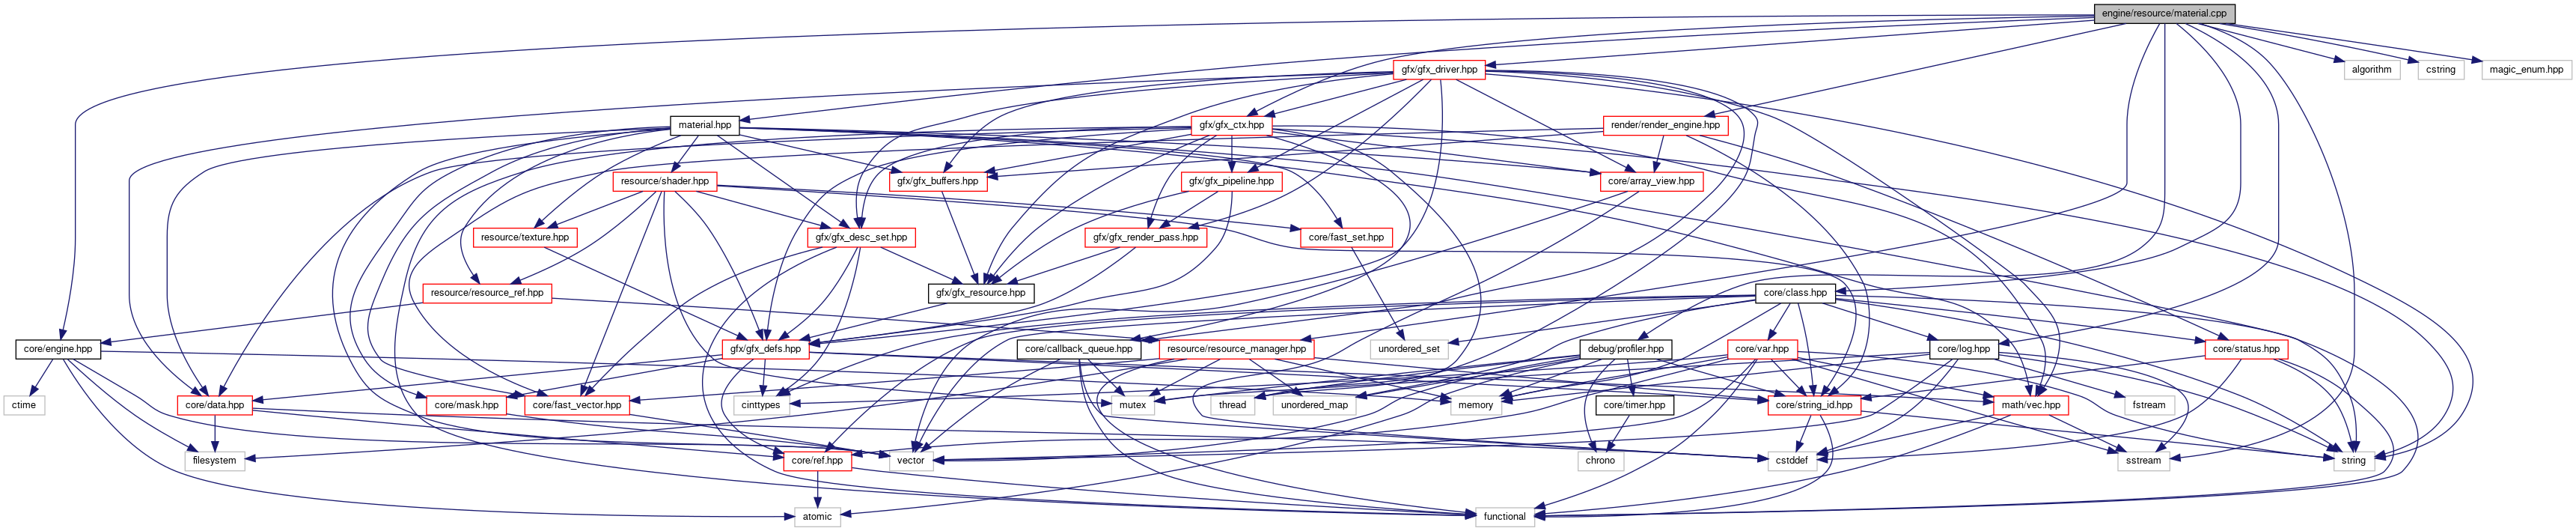 engine/resource/material.cpp
gfx/gfx_driver.hpp
algorithm
cstring
magic_enum.hpp
material.hpp
gfx/gfx_ctx.hpp
render/render_engine.hpp
resource/shader.hpp
gfx/gfx_buffers.hpp
gfx/gfx_pipeline.hpp
core/array_view.hpp
resource/texture.hpp
gfx/gfx_desc_set.hpp
gfx/gfx_render_pass.hpp
core/fast_set.hpp
resource/resource_ref.hpp
gfx/gfx_resource.hpp
core/class.hpp
core/engine.hpp
gfx/gfx_defs.hpp
core/callback_queue.hpp
resource/resource_manager.hpp
unordered_set
debug/profiler.hpp
core/var.hpp
core/log.hpp
core/status.hpp
ctime
core/data.hpp
core/mask.hpp
core/fast_vector.hpp
cinttypes
mutex
thread
unordered_map
memory
core/timer.hpp
core/string_id.hpp
math/vec.hpp
fstream
filesystem
core/ref.hpp
vector
chrono
cstddef
sstream
string
atomic
functional